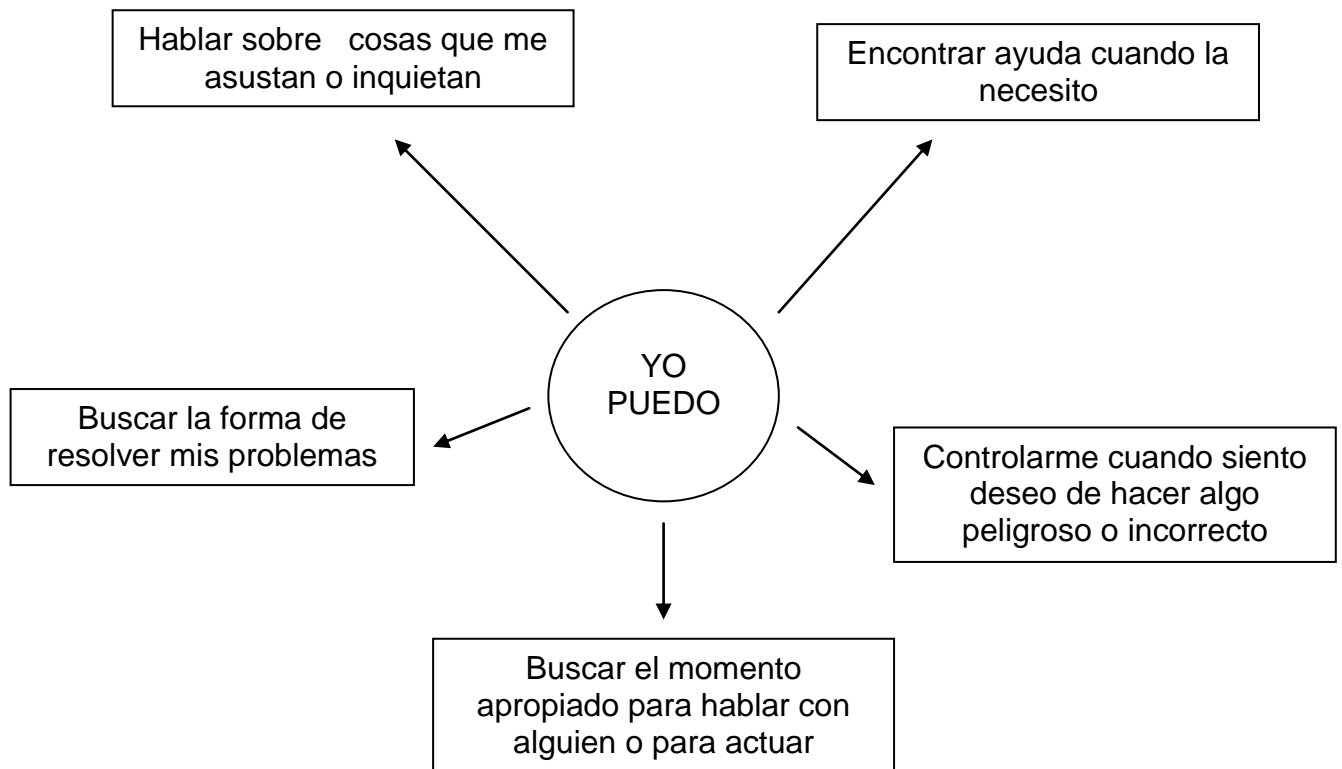 Hablar sobre   cosas que me
asustan o inquietan
Encontrar ayuda cuando la
necesito
YO
PUEDO
Buscar la forma de
resolver mis problemas
Controlarme cuando siento
deseo de hacer algo
peligroso o incorrecto
Buscar el momento
apropiado para hablar con
alguien o para actuar